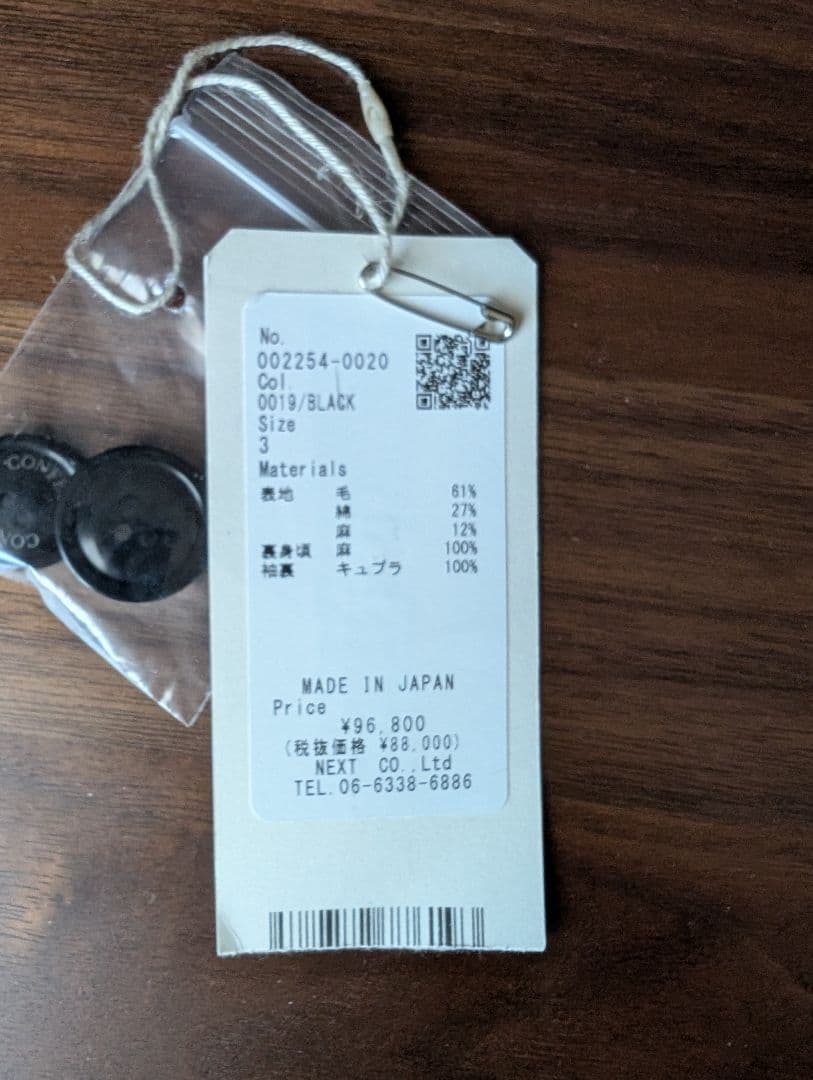 No.
002254-0020
Col.
0019/BLACK
Size
3
Materials
表地 毛 61%
綿 27%
麻 12%
裏身頃 麻 100%
袖裏 キュプラ 100%
MADE IN JAPAN
Price
¥96,800
(税抜価格 ¥88,000)
NEXT CO.,Ltd
TEL.06-6338-6886